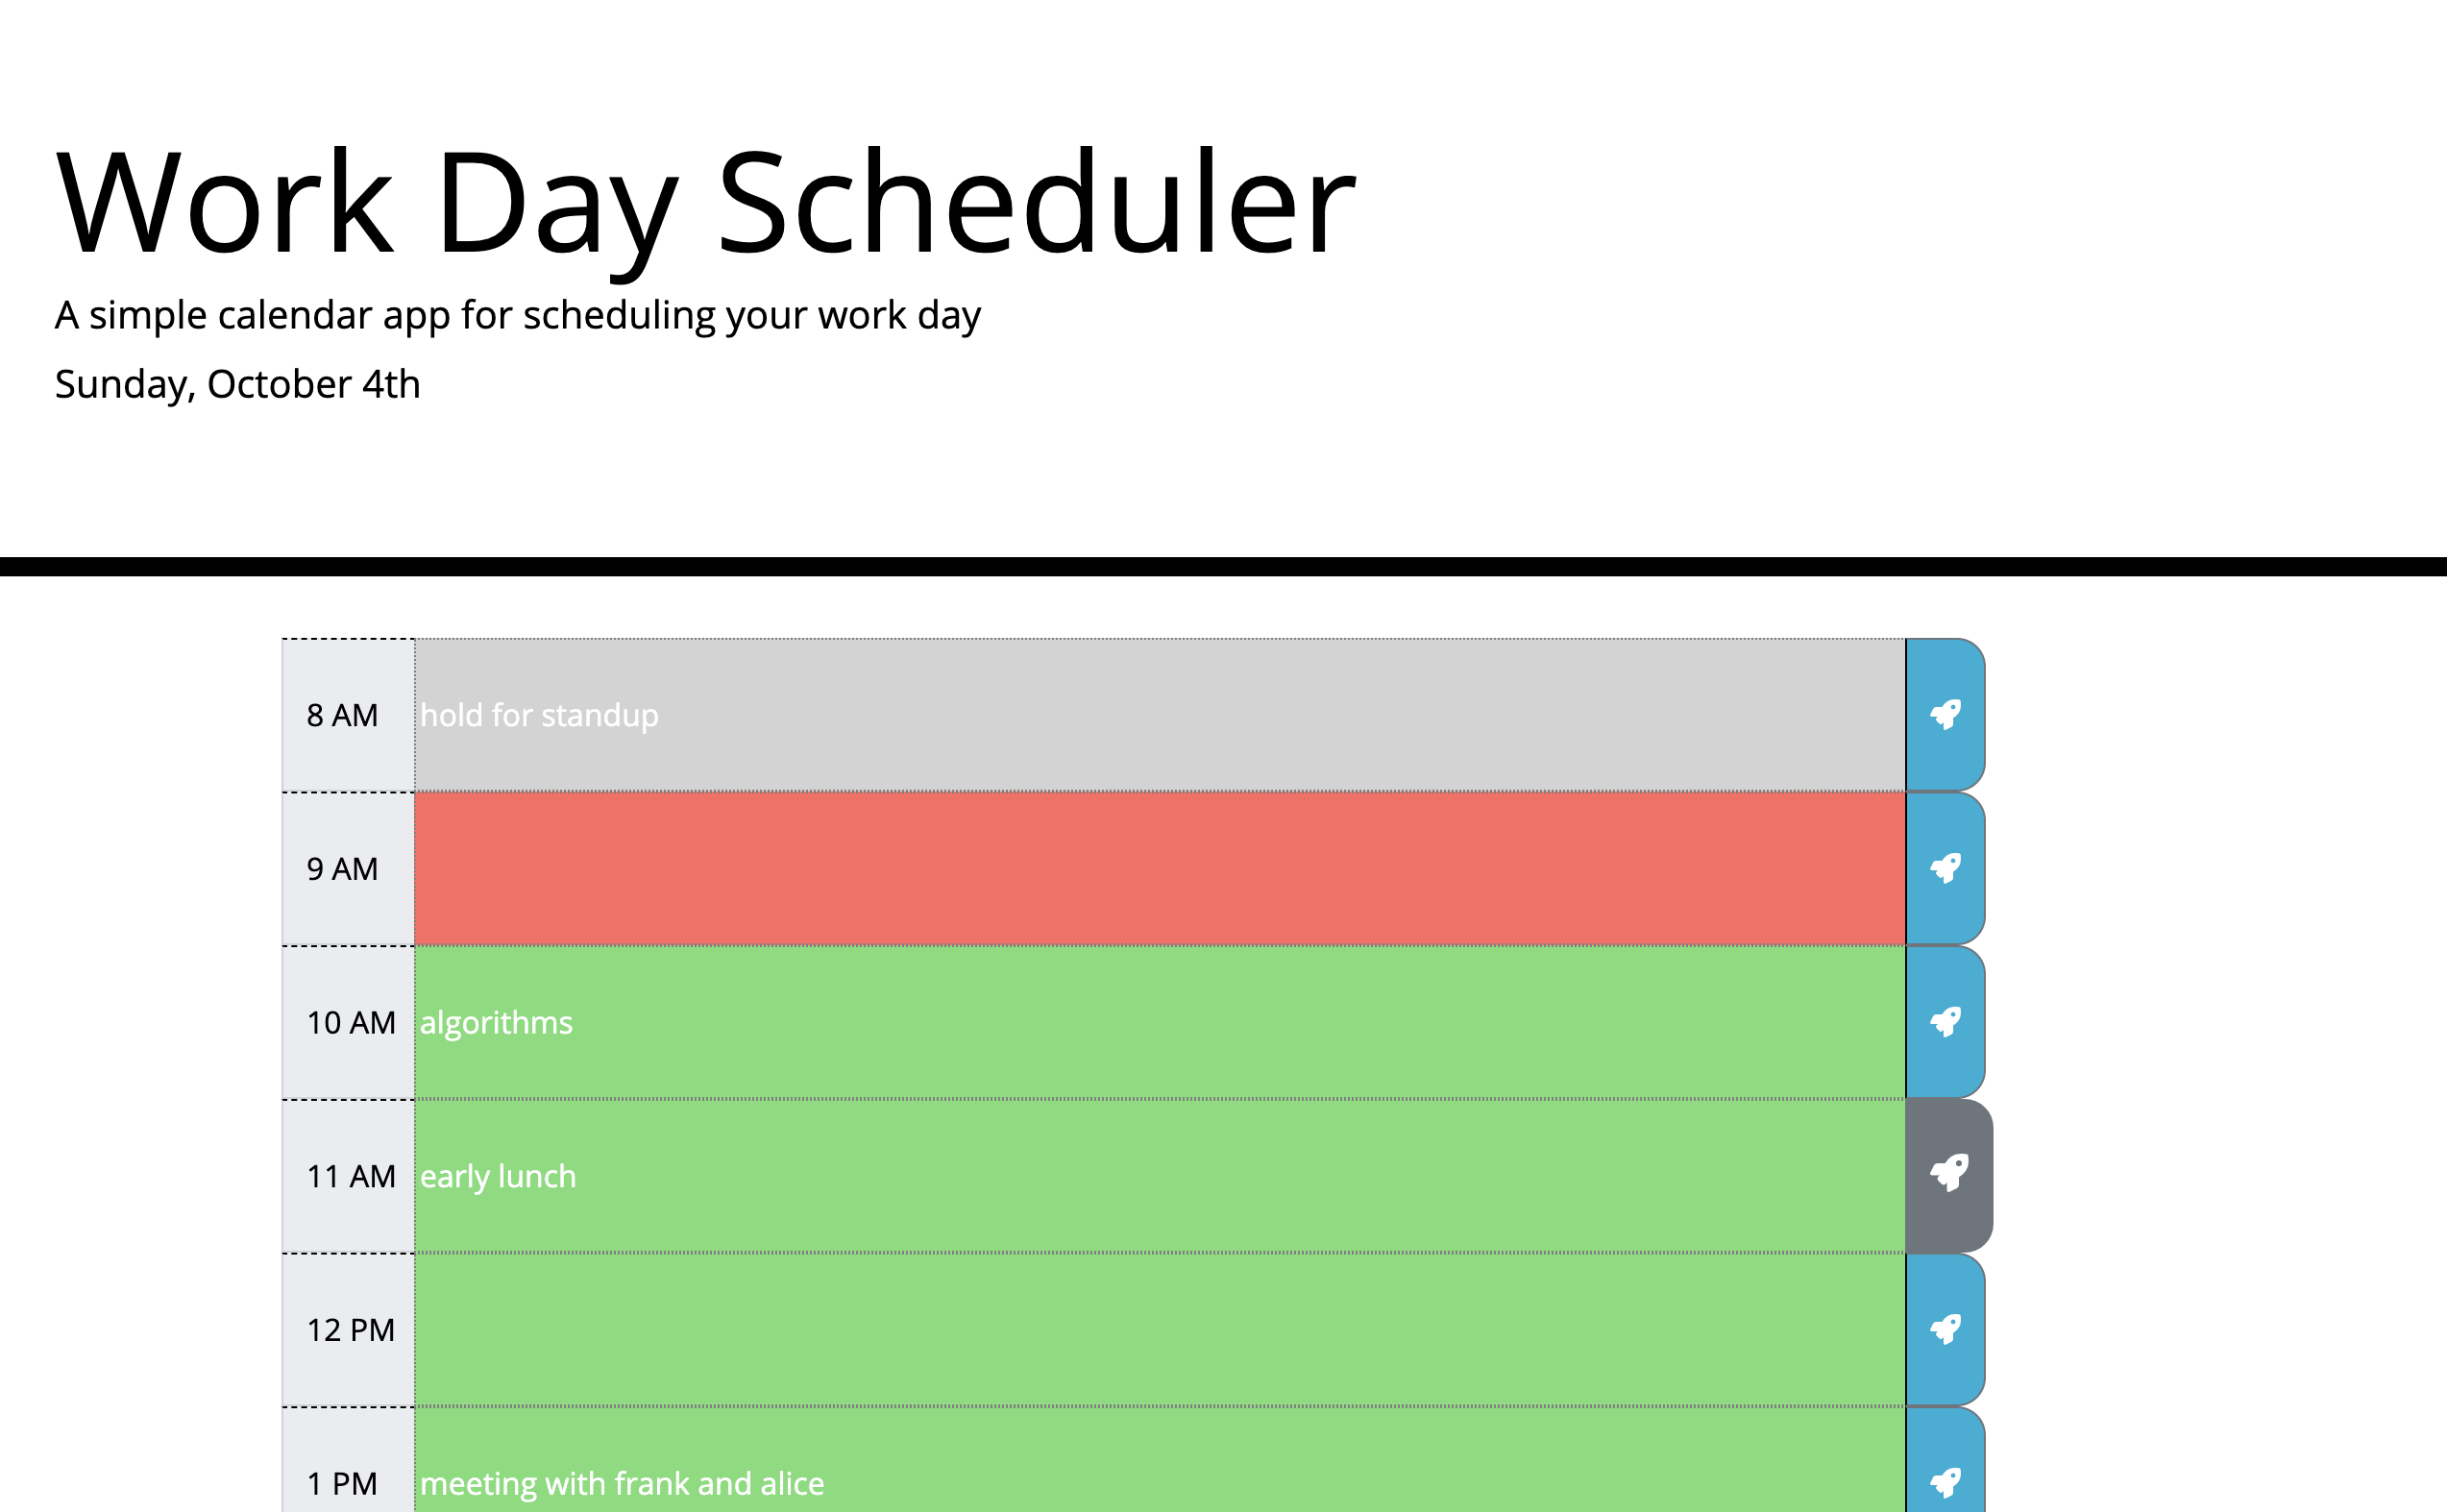 Work Day Scheduler
A simple calendar app for scheduling your work day
Sunday, October 4th
8 AM hold for standup
9 AM
10 AM algorithms
11 AM early lunch
12 PM
1 PM meeting with frank and alice